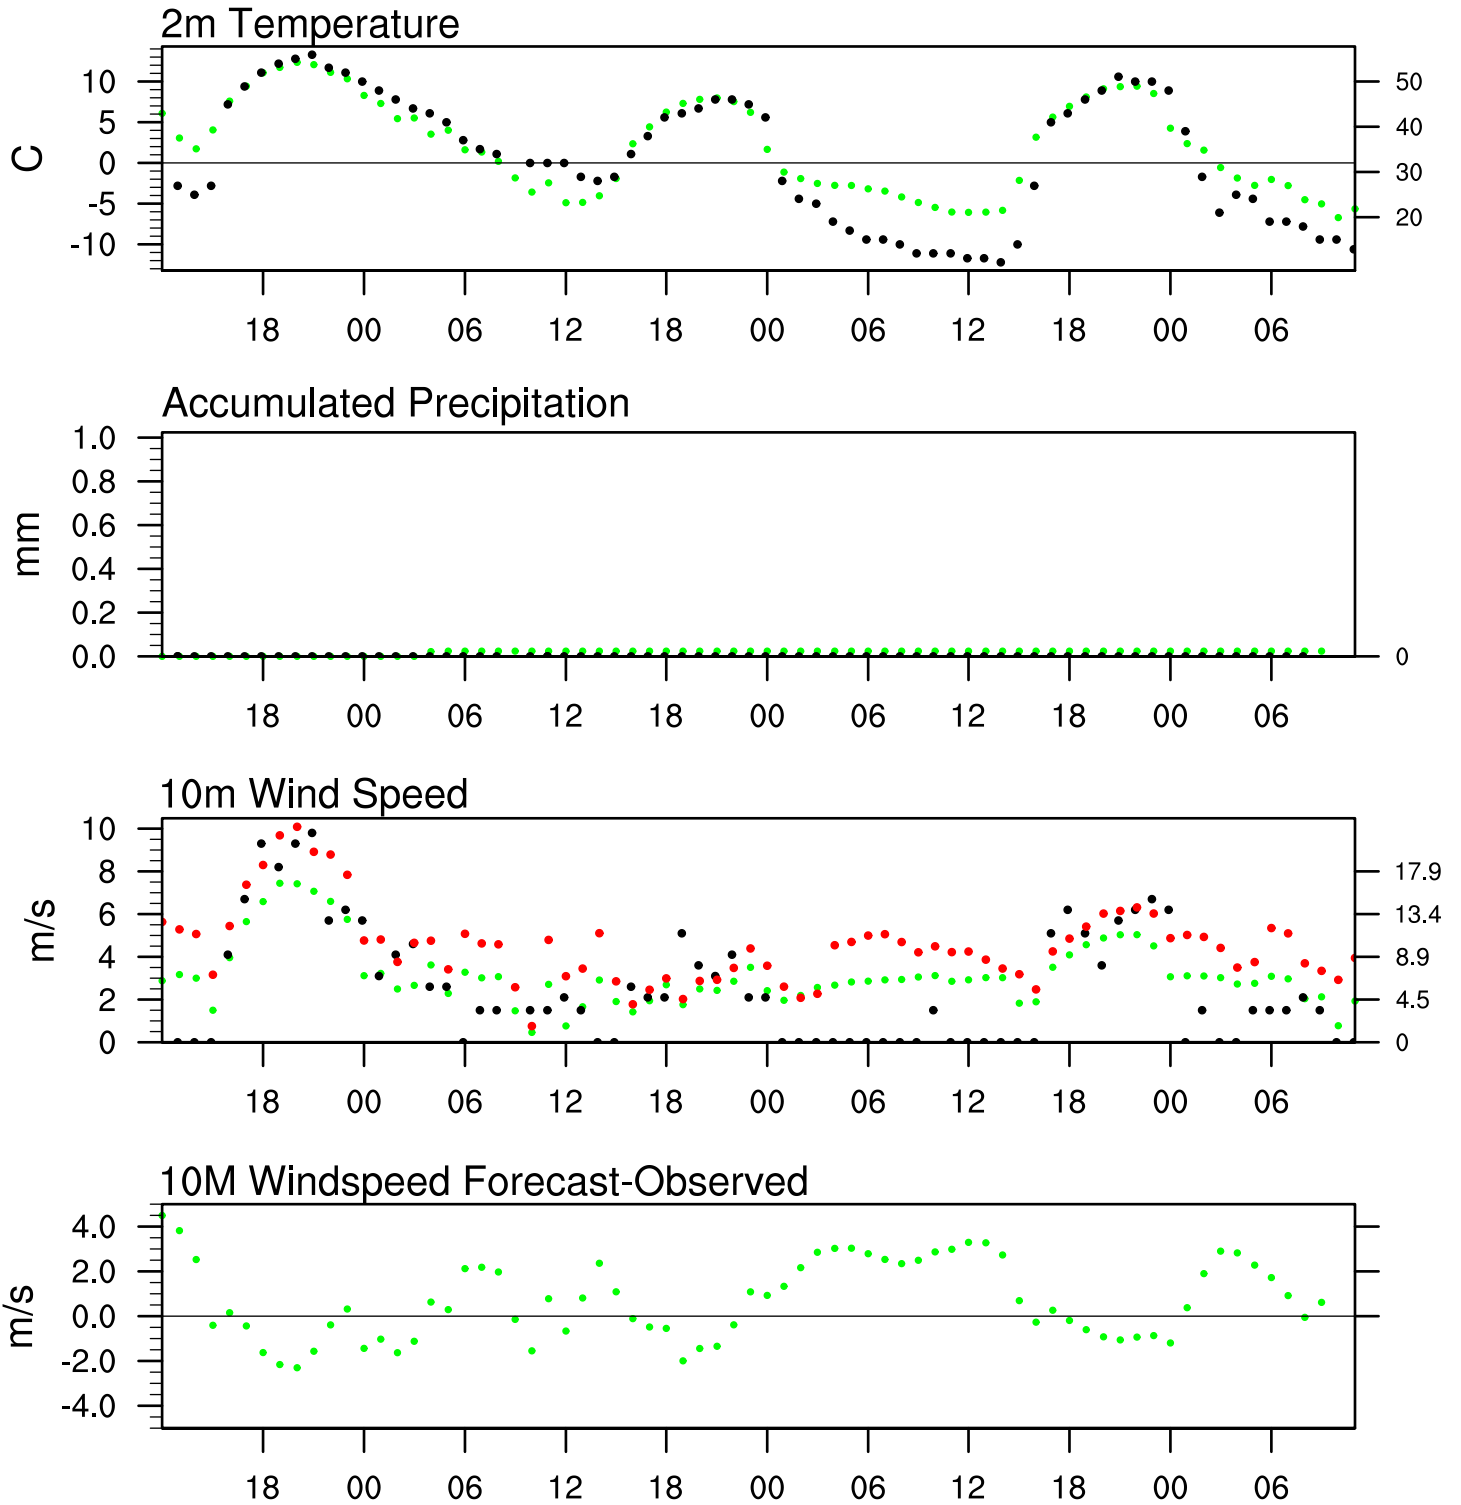 2m Temperature
10
5
0
-5
-10
C
50
40
30
20
18 00 06 12 18 00 06 12 18 00 06
Accumulated Precipitation
1.0
0.8
0.6
0.4
0.2
0.0
mm
0
18 00 06 12 18 00 06 12 18 00 06
10m Wind Speed
10
8
6
4
2
0
m/s
17.9
13.4
8.9
4.5
0
18 00 06 12 18 00 06 12 18 00 06
10M Windspeed Forecast-Observed
4.0
2.0
0.0
-2.0
-4.0
m/s
18 00 06 12 18 00 06 12 18 00 06